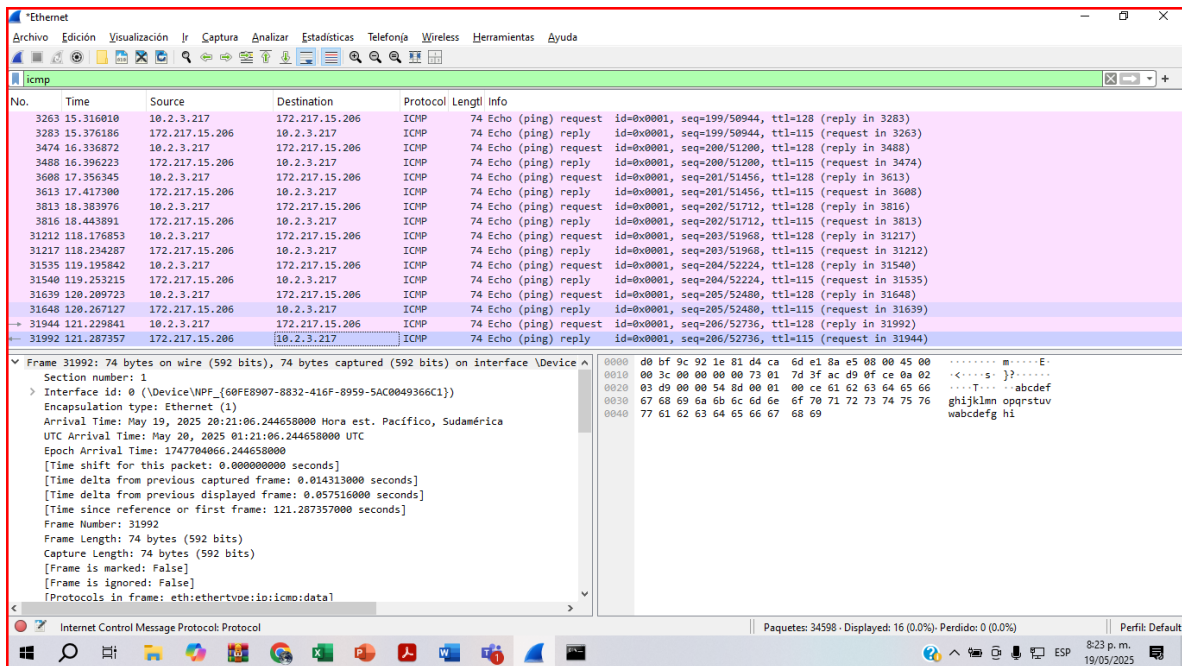 *Ethernet
Archivo Edición Visualización Ir Captura Analizar Estadísticas Telefonía Wireless Herramientas Ayuda
icmp
No. Time Source Destination Protocol Lengtl Info
3263 15.316010 10.2.3.217 172.217.15.206 ICMP 74 Echo (ping) request id=0x0001, seq=199/50944, ttl=128 (reply in 3283)
3283 15.376186 172.217.15.206 10.2.3.217 ICMP 74 Echo (ping) reply id=0x0001, seq=199/50944, ttl=115 (request in 3263)
3474 16.336872 10.2.3.217 172.217.15.206 ICMP 74 Echo (ping) request id=0x0001, seq=200/51200, ttl=128 (reply in 3488)
3488 16.396223 172.217.15.206 10.2.3.217 ICMP 74 Echo (ping) reply id=0x0001, seq=200/51200, ttl=115 (request in 3474)
3608 17.356345 10.2.3.217 172.217.15.206 ICMP 74 Echo (ping) request id=0x0001, seq=201/51456, ttl=128 (reply in 3613)
3613 17.417300 172.217.15.206 10.2.3.217 ICMP 74 Echo (ping) reply id=0x0001, seq=201/51456, ttl=115 (request in 3608)
3813 18.383976 10.2.3.217 172.217.15.206 ICMP 74 Echo (ping) request id=0x0001, seq=202/51712, ttl=128 (reply in 3816)
3816 18.443891 172.217.15.206 10.2.3.217 ICMP 74 Echo (ping) reply id=0x0001, seq=202/51712, ttl=115 (request in 3813)
31212 118.176853 10.2.3.217 172.217.15.206 ICMP 74 Echo (ping) request id=0x0001, seq=203/51968, ttl=128 (reply in 31217)
31217 118.234287 172.217.15.206 10.2.3.217 ICMP 74 Echo (ping) reply id=0x0001, seq=203/51968, ttl=115 (request in 31212)
31535 119.195842 10.2.3.217 172.217.15.206 ICMP 74 Echo (ping) request id=0x0001, seq=204/52224, ttl=128 (reply in 31540)
31540 119.253215 172.217.15.206 10.2.3.217 ICMP 74 Echo (ping) reply id=0x0001, seq=204/52224, ttl=115 (request in 31535)
31639 120.209723 10.2.3.217 172.217.15.206 ICMP 74 Echo (ping) request id=0x0001, seq=205/52480, ttl=128 (reply in 31648)
31648 120.267127 172.217.15.206 10.2.3.217 ICMP 74 Echo (ping) reply id=0x0001, seq=205/52480, ttl=115 (request in 31639)
31944 121.229841 10.2.3.217 172.217.15.206 ICMP 74 Echo (ping) request id=0x0001, seq=206/52736, ttl=128 (reply in 31992)
31992 121.287357 172.217.15.206 10.2.3.217 ICMP 74 Echo (ping) reply id=0x0001, seq=206/52736, ttl=115 (request in 31944)
Frame 31992: 74 bytes on wire (592 bits), 74 bytes captured (592 bits) on interface \Device
Section number: 1
Interface id: 0 (\Device\NPF_{60FE8907-8832-416F-8959-5AC0049366C1})
Encapsulation type: Ethernet (1)
Arrival Time: May 19, 2025 20:21:06.244658000 Hora est. Pacífico, Sudamérica
UTC Arrival Time: May 20, 2025 01:21:06.244658000 UTC
Epoch Arrival Time: 1747704066.244658000
[Time shift for this packet: 0.000000000 seconds]
[Time delta from previous captured frame: 0.014313000 seconds]
[Time delta from previous displayed frame: 0.057516000 seconds]
[Time since reference or first frame: 121.287357000 seconds]
Frame Number: 31992
Frame Length: 74 bytes (592 bits)
Capture Length: 74 bytes (592 bits)
[Frame is marked: False]
[Frame is ignored: False]
[Protocols in frame: eth:ethertype:ip:icmp:data]
0000 d0 bf 9c 92 1e 81 d4 ca 6d e1 8a e5 08 00 45 00 ········ m·····E·
0010 00 3c 00 00 00 00 73 01 7d 3f ac d9 0f ce 0a 02 ·<····s· }?······
0020 03 d9 00 00 54 8d 00 01 00 ce 61 62 63 64 65 66 ····T··· ··abcdef
0030 67 68 69 6a 6b 6c 6d 6e 6f 70 71 72 73 74 75 76 ghijklmn opqrstuv
0040 77 61 62 63 64 65 66 67 68 69 wabcdefg hi
Internet Control Message Protocol: Protocol Paquetes: 34598 · Displayed: 16 (0.0%) · Perdido: 0 (0.0%) Perfil: Default
ESP 8:23 p. m.
19/05/2025